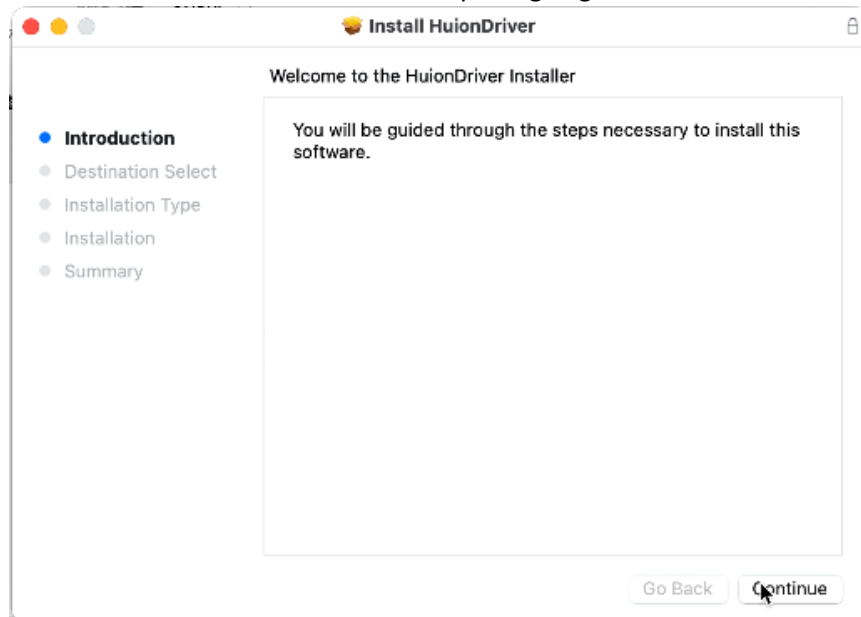 Install HuionDriver
Welcome to the HuionDriver Installer
Introduction
Destination Select
Installation Type
Installation
Summary
You will be guided through the steps necessary to install this
software.
Go Back
Continue